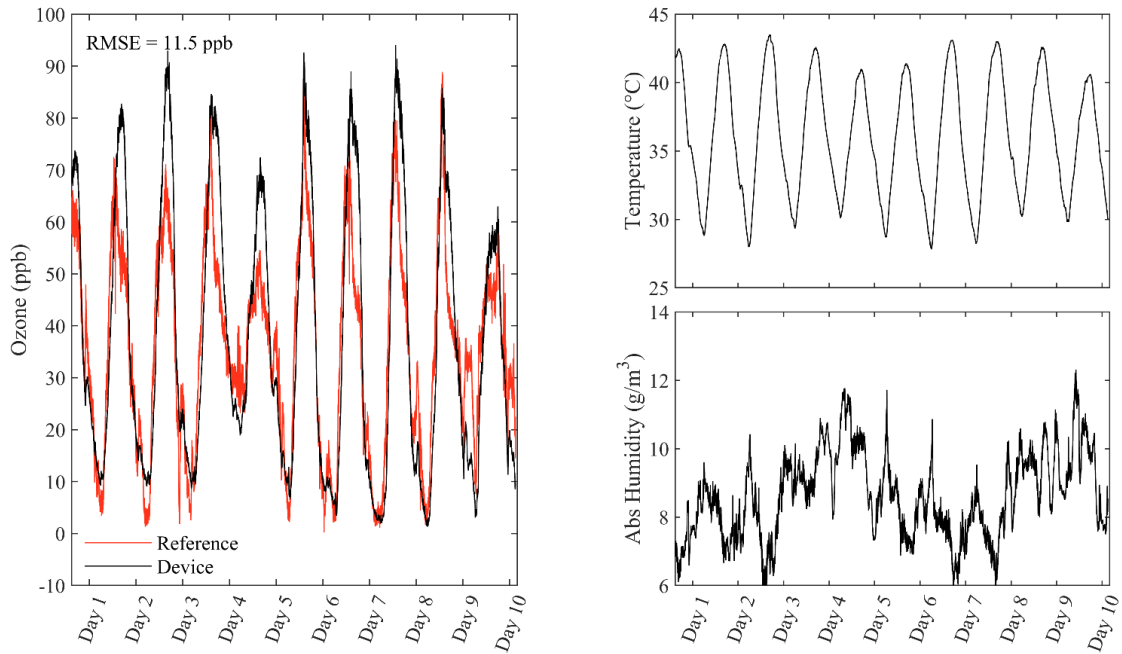 100
90
80
70
60
50
40
30
20
10
0
-10
Ozone (ppb)
RMSE = 11.5 ppb
Reference
Device
Day 1
Day 2
Day 3
Day 4
Day 5
Day 6
Day 7
Day 8
Day 9
Day 10
45
40
35
30
25
Temperature (°C)
Day 1
Day 2
Day 3
Day 4
Day 5
Day 6
Day 7
Day 8
Day 9
Day 10
14
12
10
8
6
Abs Humidity (g/m³)
Day 1
Day 2
Day 3
Day 4
Day 5
Day 6
Day 7
Day 8
Day 9
Day 10